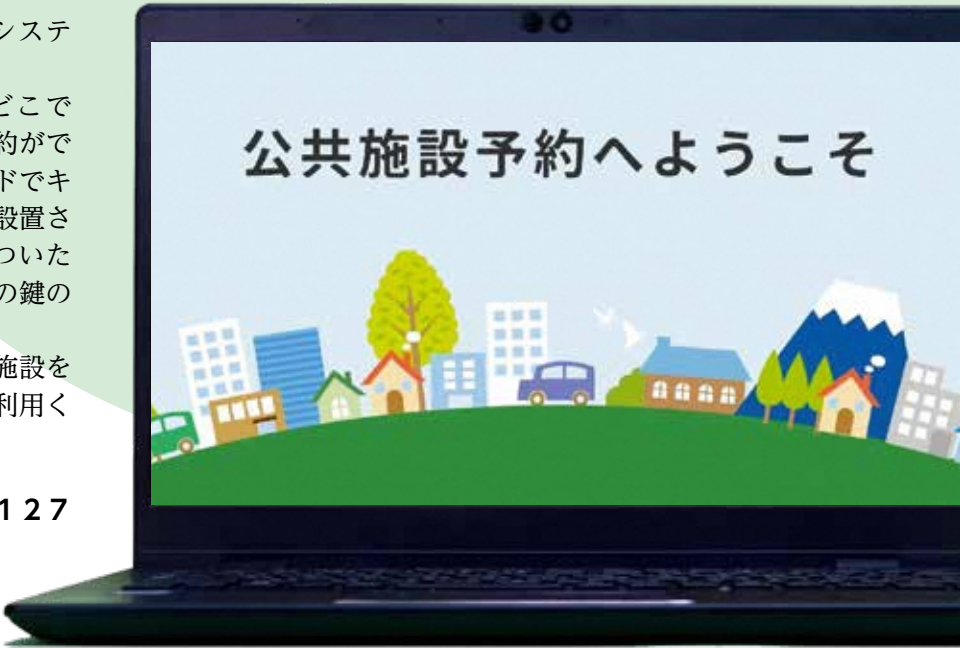 システ
どこで
約がで
ドでキ
設置さ
ついた
の鍵の
施設を
利用く
１２７
公共施設予約へようこそ